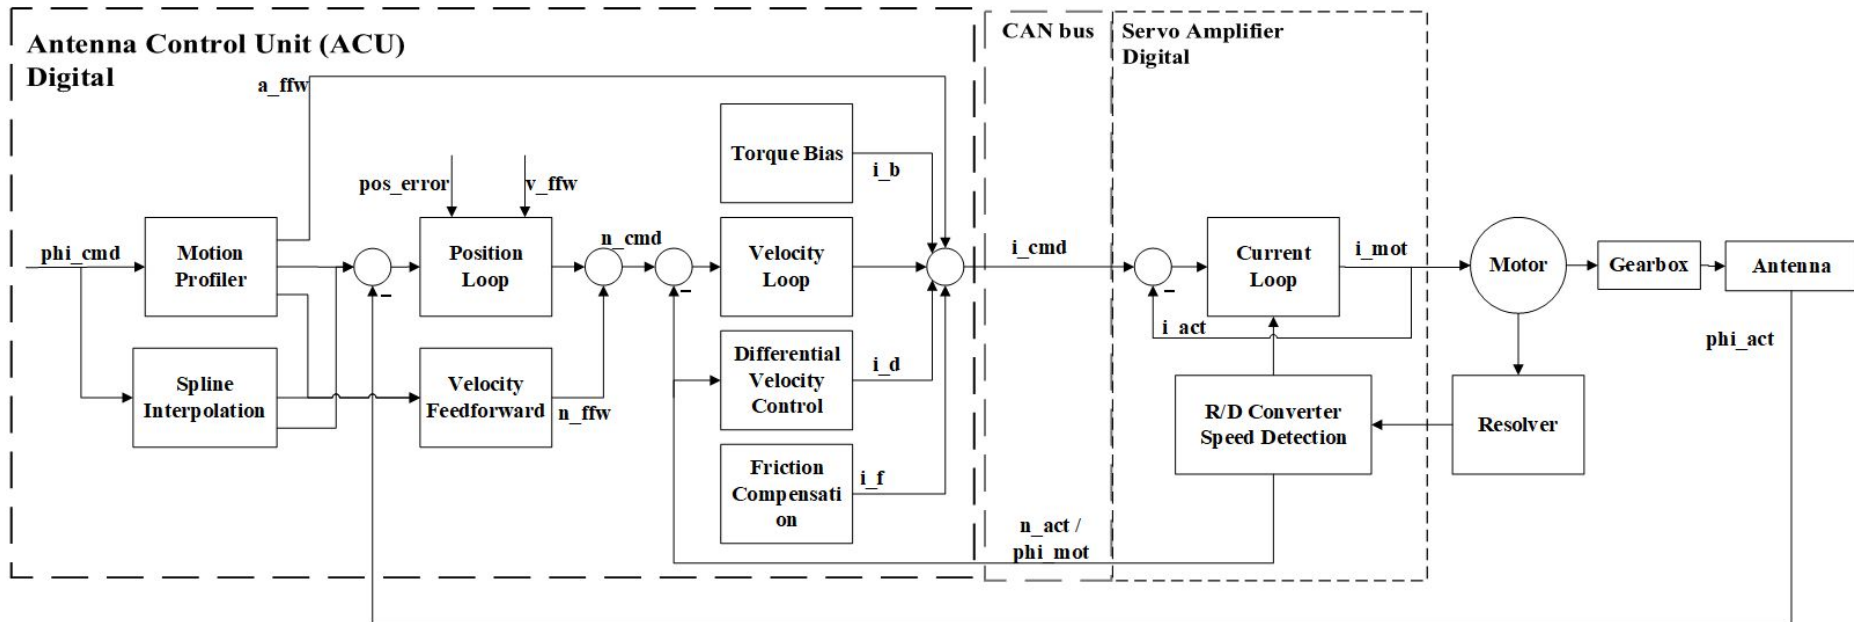 Antenna Control Unit (ACU)
Digital
CAN bus
Servo Amplifier
Digital
a_ffw
Torque Bias
i_b
pos_error
v_ffw
phi_cmd
Motion
Profiler
Position
Loop
n_cmd
Velocity
Loop
i_cmd
Current
Loop
i_mot
Motor
Gearbox
Antenna
-
-
-
i_act
phi_act
Spline
Interpolation
Velocity
Feedforward
n_ffw
Differential
Velocity
Control
i_d
R/D Converter
Speed Detection
Resolver
Friction
Compensati
on
i_f
n_act /
phi_mot